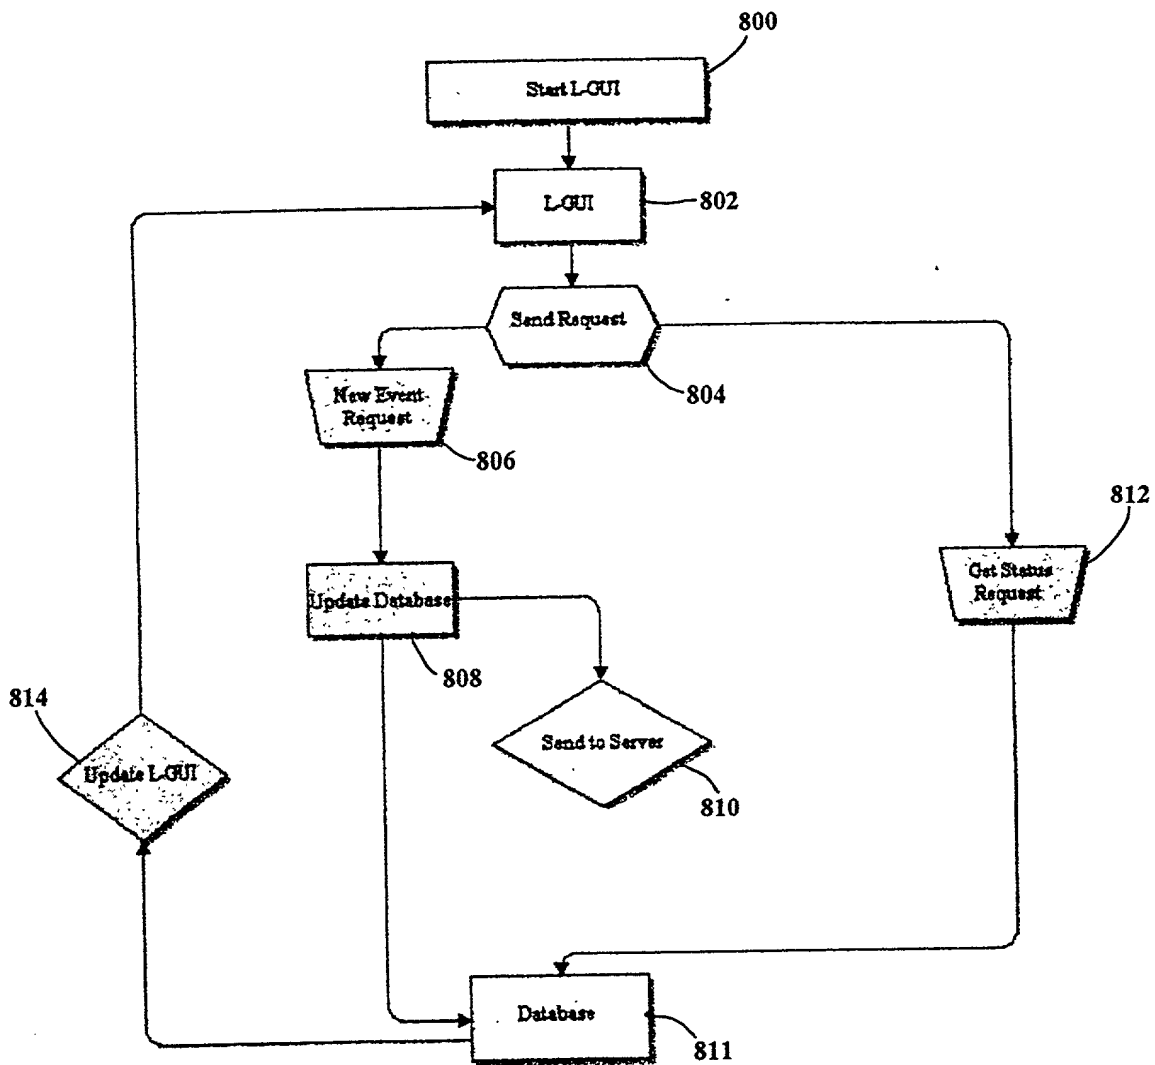 800
Start L-GUI
L-GUI
802
Send Request
804
New Event
Request
806
812
Get Status
Request
Update Database
808
814
Update L-GUI
Send to Server
810
Database
811